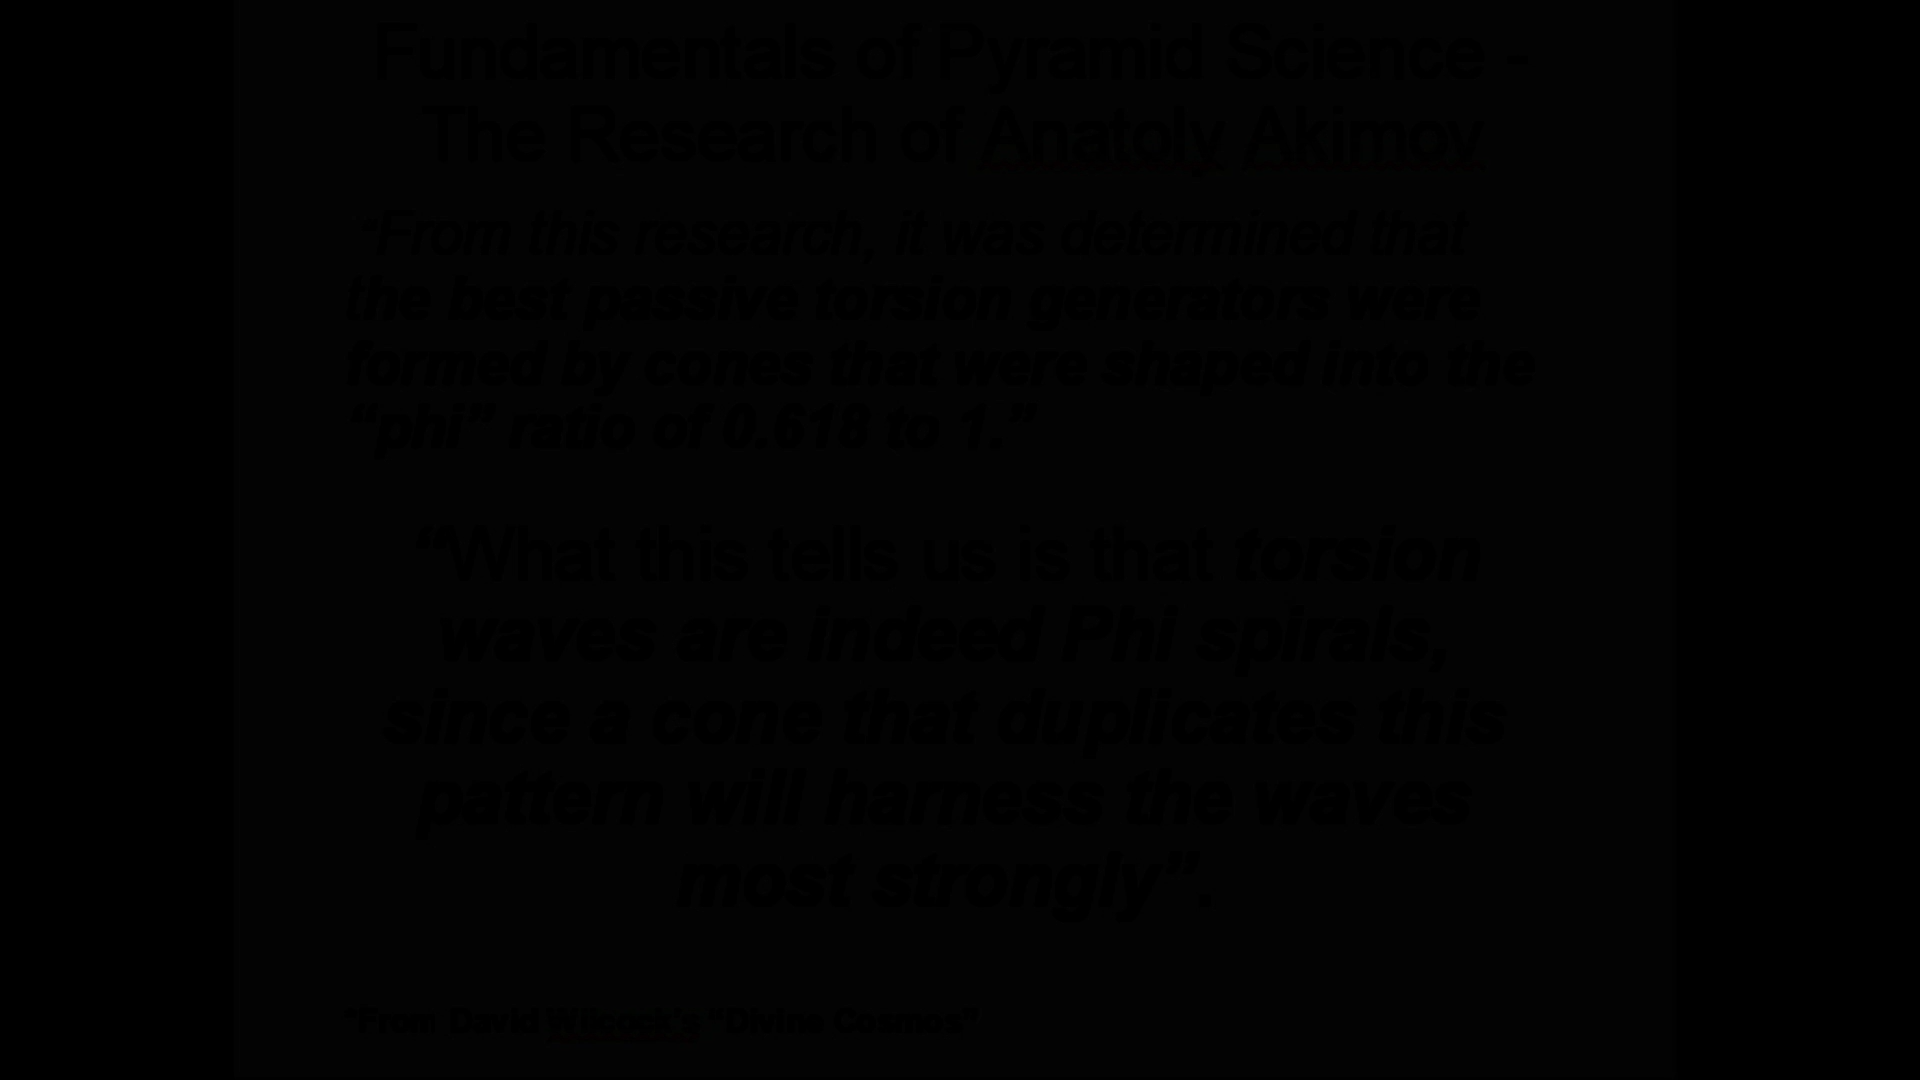 Fundamentals of Pyramid Science -
The Research of Anatoly Akimov
“From this research, it was determined that
the best passive torsion generators were
formed by cones that were shaped into the
“phi” ratio of 0.618 to 1.”
“What this tells us is that torsion
waves are indeed Phi spirals,
since a cone that duplicates this
pattern will harness the waves
most strongly”.
*From David Wilcock's “Divine Cosmos”